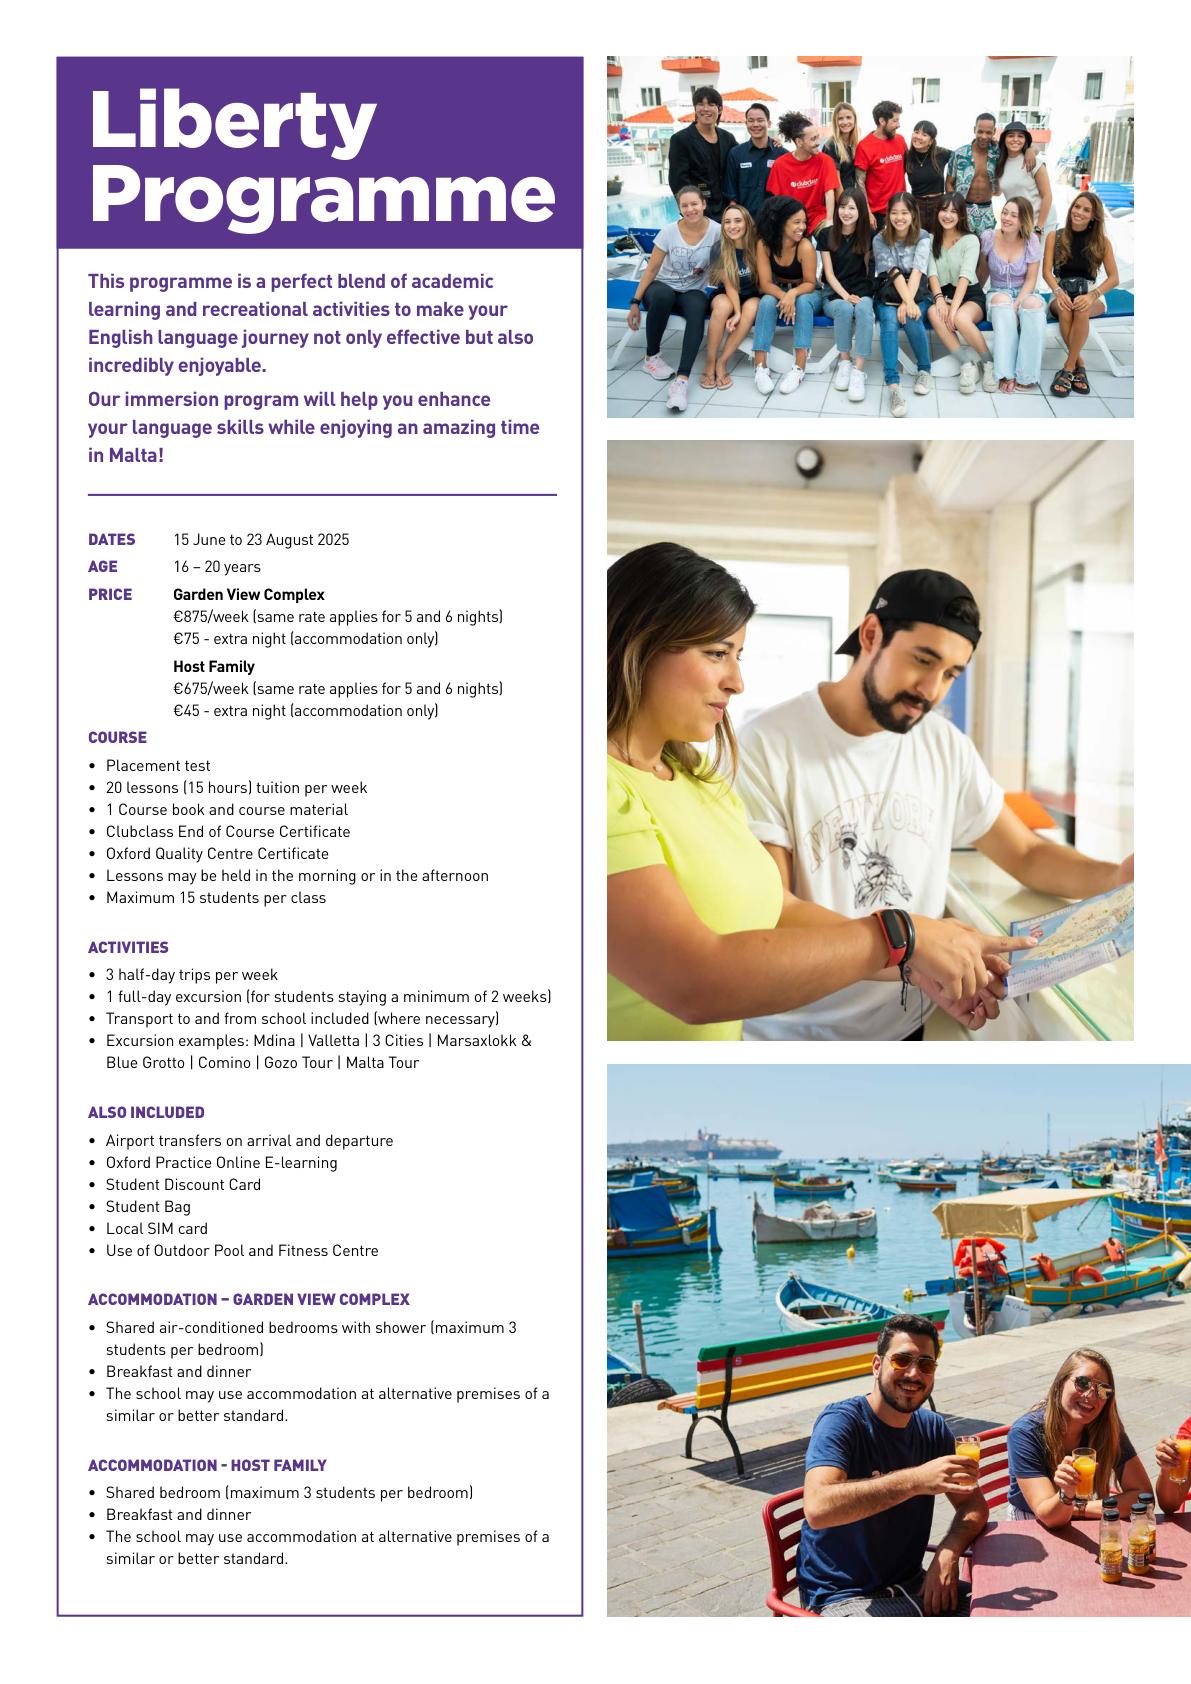 Liberty
Programme
This programme is a perfect blend of academic
learning and recreational activities to make your
English language journey not only effective but also
incredibly enjoyable.
Our immersion program will help you enhance
your language skills while enjoying an amazing time
in Malta!
DATES 15 June to 23 August 2025
AGE 16 – 20 years
PRICE Garden View Complex
€875/week (same rate applies for 5 and 6 nights)
€75 - extra night (accommodation only)
Host Family
€675/week (same rate applies for 5 and 6 nights)
€45 - extra night (accommodation only)
COURSE
• Placement test
• 20 lessons (15 hours) tuition per week
• 1 Course book and course material
• Clubclass End of Course Certificate
• Oxford Quality Centre Certificate
• Lessons may be held in the morning or in the afternoon
• Maximum 15 students per class
ACTIVITIES
• 3 half-day trips per week
• 1 full-day excursion (for students staying a minimum of 2 weeks)
• Transport to and from school included (where necessary)
• Excursion examples: Mdina | Valletta | 3 Cities | Marsaxlokk &
Blue Grotto | Comino | Gozo Tour | Malta Tour
ALSO INCLUDED
• Airport transfers on arrival and departure
• Oxford Practice Online E-learning
• Student Discount Card
• Student Bag
• Local SIM card
• Use of Outdoor Pool and Fitness Centre
ACCOMMODATION – GARDEN VIEW COMPLEX
• Shared air-conditioned bedrooms with shower (maximum 3
students per bedroom)
• Breakfast and dinner
• The school may use accommodation at alternative premises of a
similar or better standard.
ACCOMMODATION - HOST FAMILY
• Shared bedroom (maximum 3 students per bedroom)
• Breakfast and dinner
• The school may use accommodation at alternative premises of a
similar or better standard.
clubclass
NEW YORK